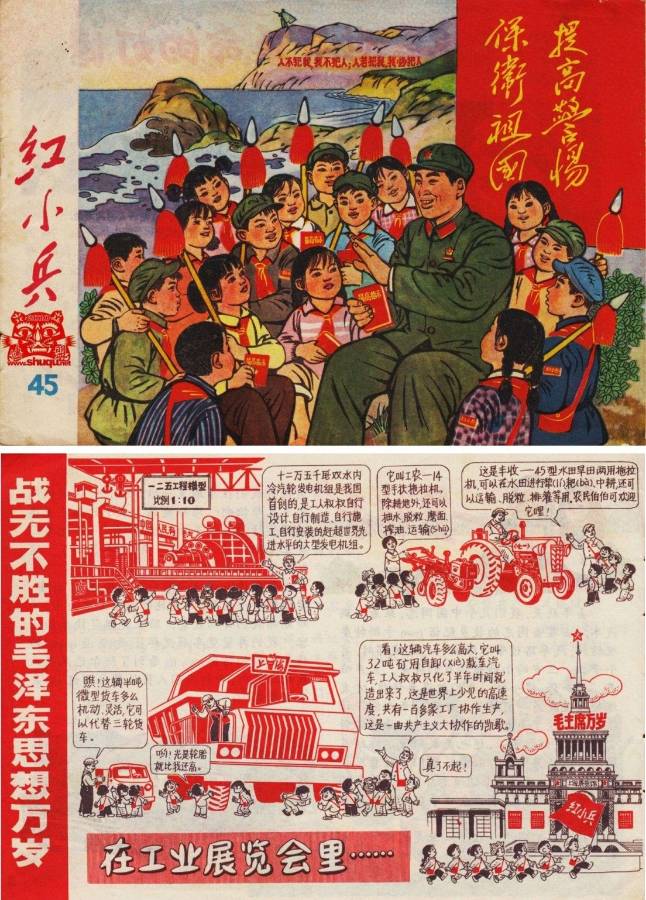 提高警惕
保衛祖國
人不犯我,我不犯人;人若犯我,我必犯人
红小兵
www.shuqu.net
45
战无不胜的毛泽东思想万岁
一二五工程模型
比例1:10
十二万五千瓩双水内
冷汽轮发电机组是我国
首创的是工人叔叔自行
设计、自行制造、自行施
工、自行安装的赶超世界先
进水平的大型发电机组。
它叫工农—14
型手扶拖拉机。
除耕地外,还可以
抽水、脱粒、磨面、
榨油、运输(shū)
这是丰收—45型水田旱田两用拖拉
机,可以在水田进行犁(lí)耙(bà)、中耕,还可
以运输、脱粒、排灌等用,农民伯伯可欢迎
它哩!
瞧!这辆半吨
微型货车多么
机动、灵活,它可
以代替三轮货
车。
哟!光是轮胎
就比我还高。
看!这辆汽车多么高大,它叫
32吨矿用自卸(xiè)载车汽
车,工人叔叔只化了半年时间就
造出来了,这是世界上少见的高速
度,共有一百多家工厂协作生产,
这是一曲共产主义大协作的凯歌。
真了不起!
上海
毛主席万岁
红小兵
在工业展览会里……